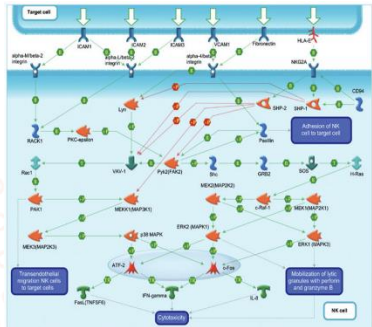 Target cell
ICAM1
ICAM2
ICAM3
VCAM1
Fibronectin
HLA-E
alpha-M/beta-2
integrin
alpha-L/beta-2
integrin
alpha-4/beta-1
integrin
NKG2A
CD94
Lyn
SHP-2
SHP-1
RACK1
PKC-epsilon
Paxillin
Adhesion of NK
cell to target cell
VAV-1
Pyk2(FAK2)
Shc
GRB2
SOS
H-Ras
Rac1
MEK2(MAP2K2)
PAK1
MEKK1(MAP3K1)
c-Raf-1
MEK1(MAP2K1)
ERK2 (MAPK1)
MEK3(MAP2K3)
p38 MAPK
ERK1 (MAPK3)
ATF-2
c-Fos
Transendothelial
migration NK cells
to target cells
Mobilization of lytic
granules with perforin
and granzyme B
FasL(TNFSF6)
IFN-gamma
IL-8
Cytotoxicity
NK cell